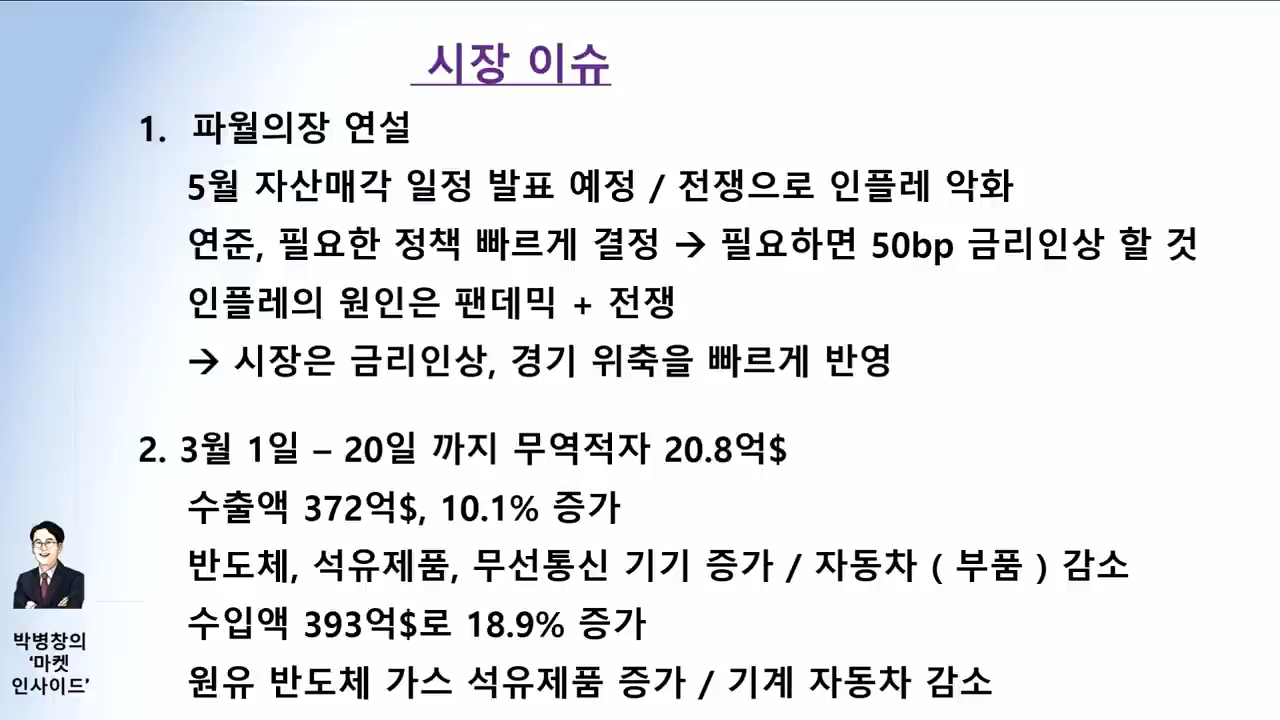 시장 이슈
1. 파월의장 연설
5월 자산매각 일정 발표 예정 / 전쟁으로 인플레 악화
연준, 필요한 정책 빠르게 결정 → 필요하면 50bp 금리인상 할 것
인플레의 원인은 팬데믹 + 전쟁
→ 시장은 금리인상, 경기 위축을 빠르게 반영
2. 3월 1일 – 20일 까지 무역적자 20.8억$
수출액 372억$, 10.1% 증가
반도체, 석유제품, 무선통신 기기 증가 / 자동차 ( 부품 ) 감소
수입액 393억$로 18.9% 증가
원유 반도체 가스 석유제품 증가 / 기계 자동차 감소
박병창의
‘마켓
인사이드’